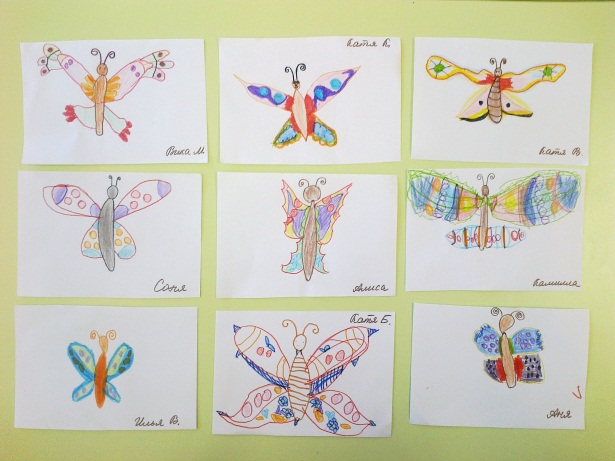 Вика М.
Катя К.
Катя В.
Соня
Алиса
Камилла
Илья В.
Катя Б.
Аня